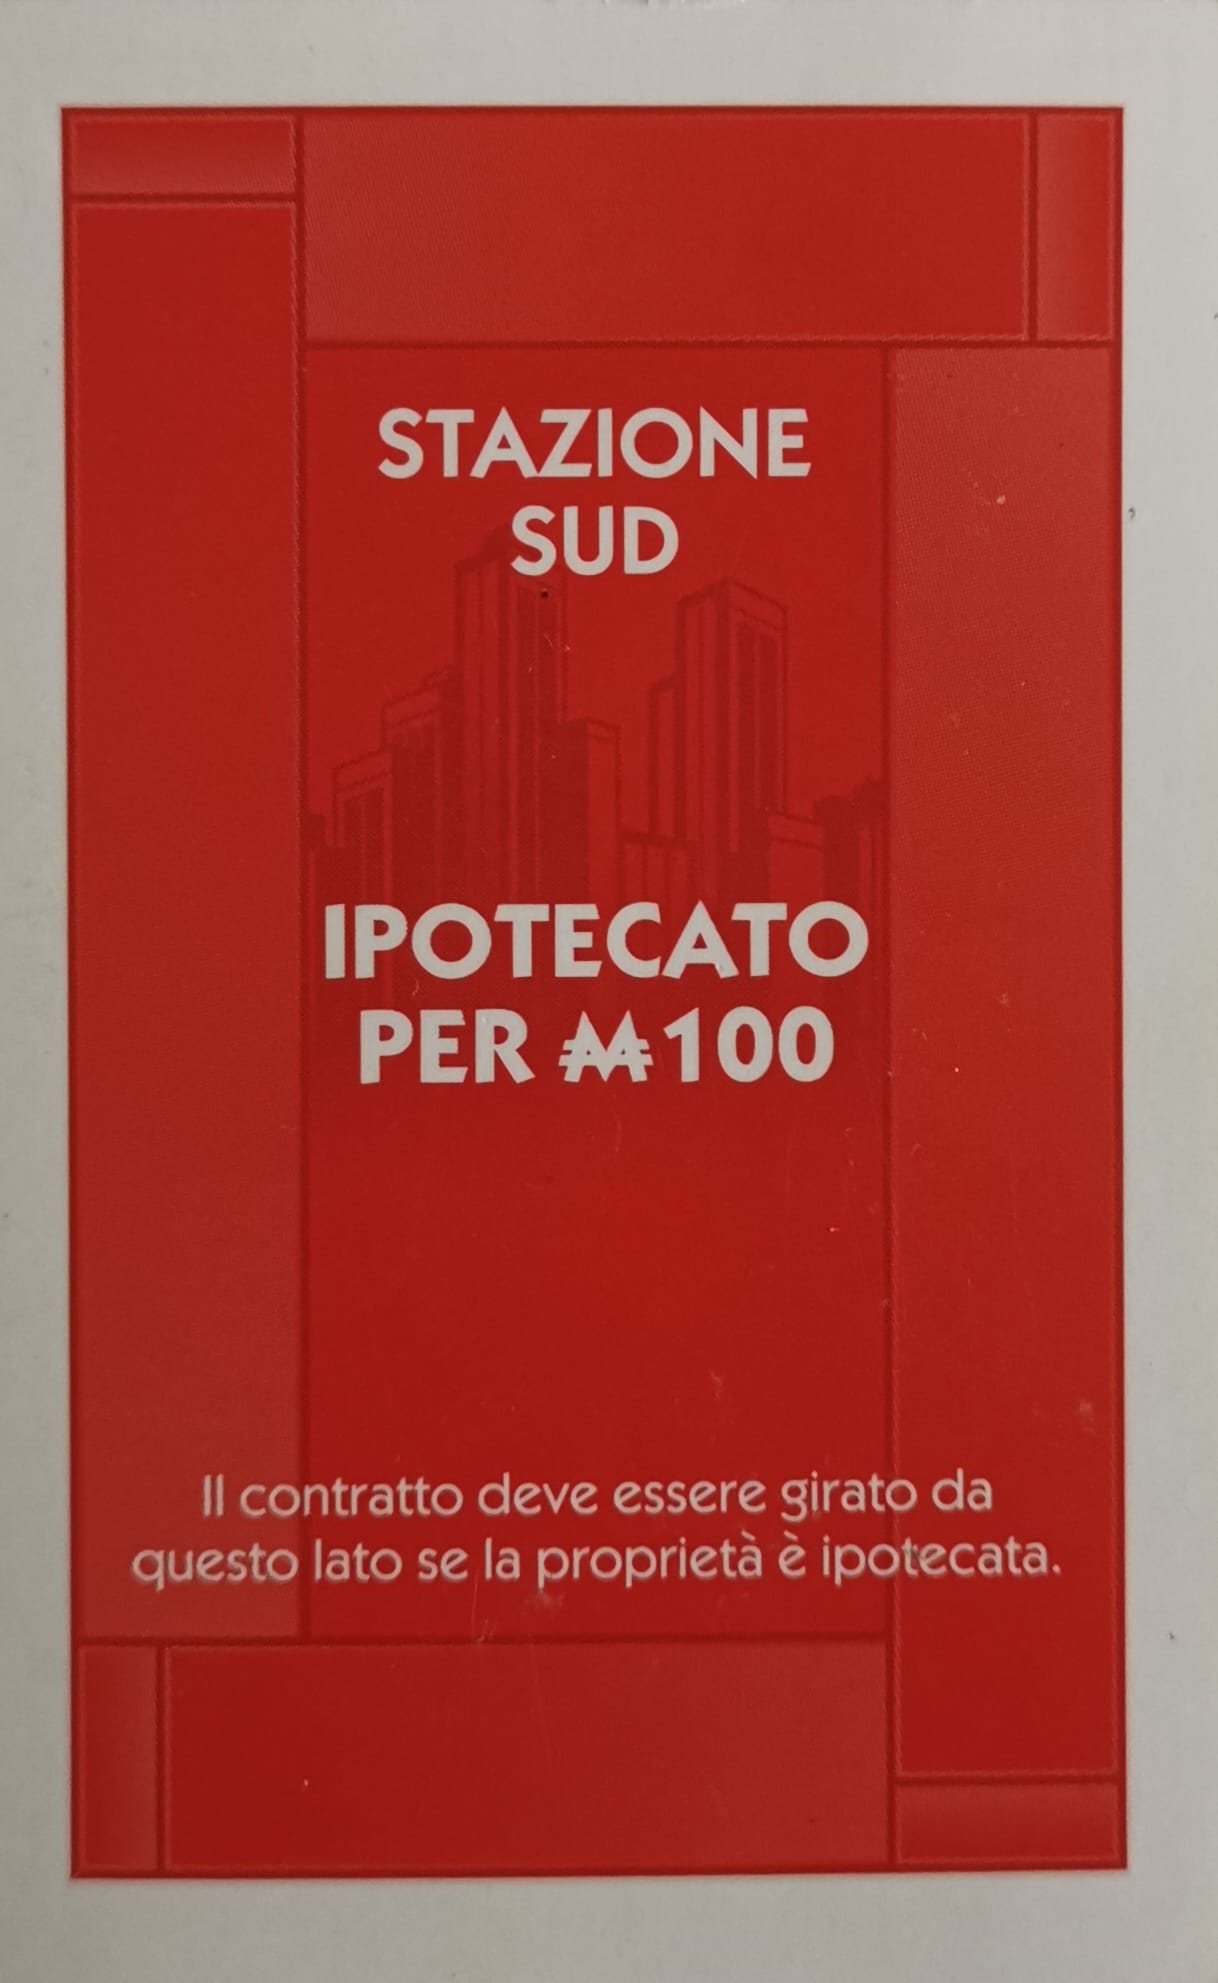 STAZIONE
SUD
IPOTECATO
PER ₩100
Il contratto deve essere girato da
questo lato se la proprietà è ipotecata.